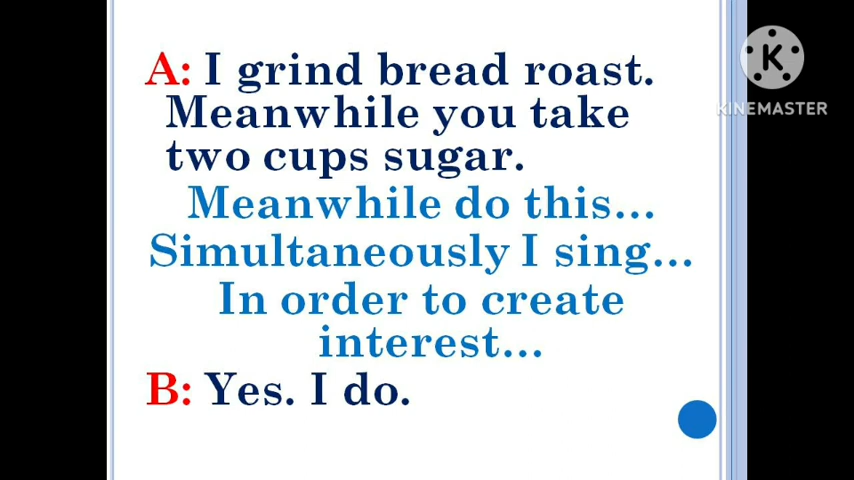 A: I grind bread roast.
Meanwhile you take
two cups sugar.
Meanwhile do this...
Simultaneously I sing...
In order to create
interest...
B: Yes. I do.
K
KINEMASTER